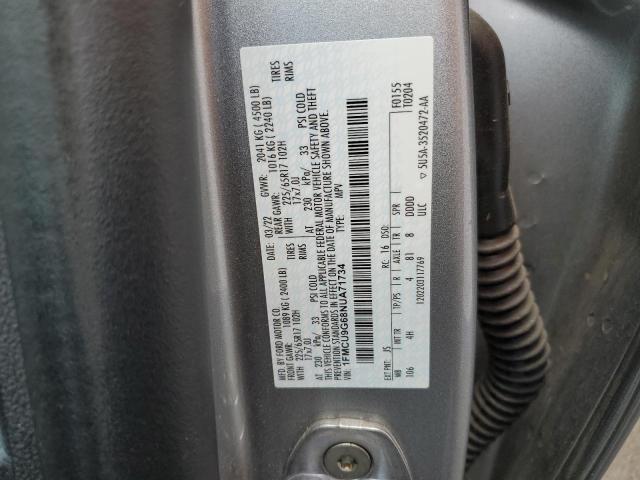 MFD. BY FORD MOTOR CO.
DATE: 03/22 GVWR: 2041 KG ( 4500 LB)
FRONT GAWR: 1089 KG ( 2400 LB) REAR GAWR: 1016 KG ( 2240 LB)
WITH 225/65R17 102H TIRES WITH 225/65R17 102H TIRES
17x7.0J RIMS 17x7.0J RIMS
AT 230 kPa/ 33 PSI COLD AT 230 kPa/ 33 PSI COLD
THIS VEHICLE CONFORMS TO ALL APPLICABLE FEDERAL MOTOR VEHICLE SAFETY AND THEFT
PREVENTION STANDARDS IN EFFECT ON THE DATE OF MANUFACTURE SHOWN ABOVE.
VIN: 1FMCU9G68NUA71734 TYPE: MPV
F0155
EXT PNT: JS RC: 16 DSO: T0204
WB INT TR TP/PS R AXLE TR SPR
106 4H 4 81 8 DDDD
ULC
1202203117769 5U5A-3520472-AA